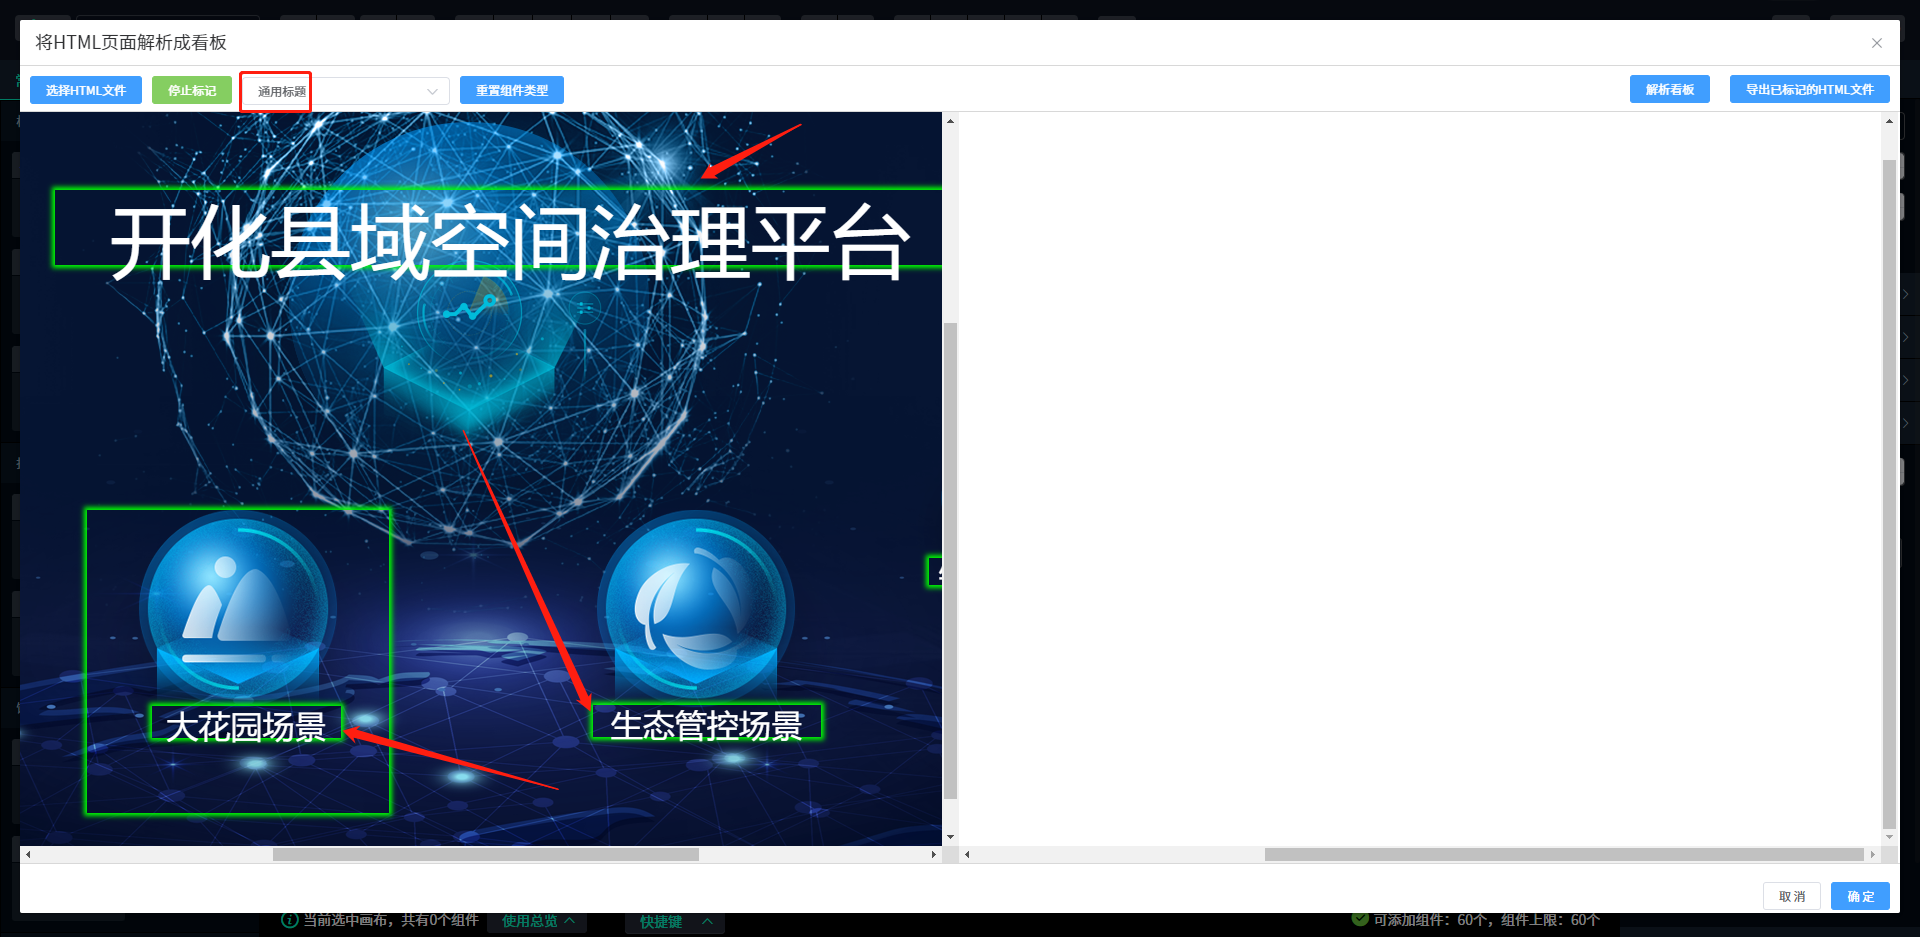 将HTML页面解析成看板
选择HTML文件 停止标记 通用标题 重置组件类型 解析看板 导出已标记的HTML文件
开化县域空间治理平台
大花园场景 生态管控场景
取消 确定
当前选中画布，共有0个组件 使用总览 快捷键 可添加组件：60个，组件上限：60个